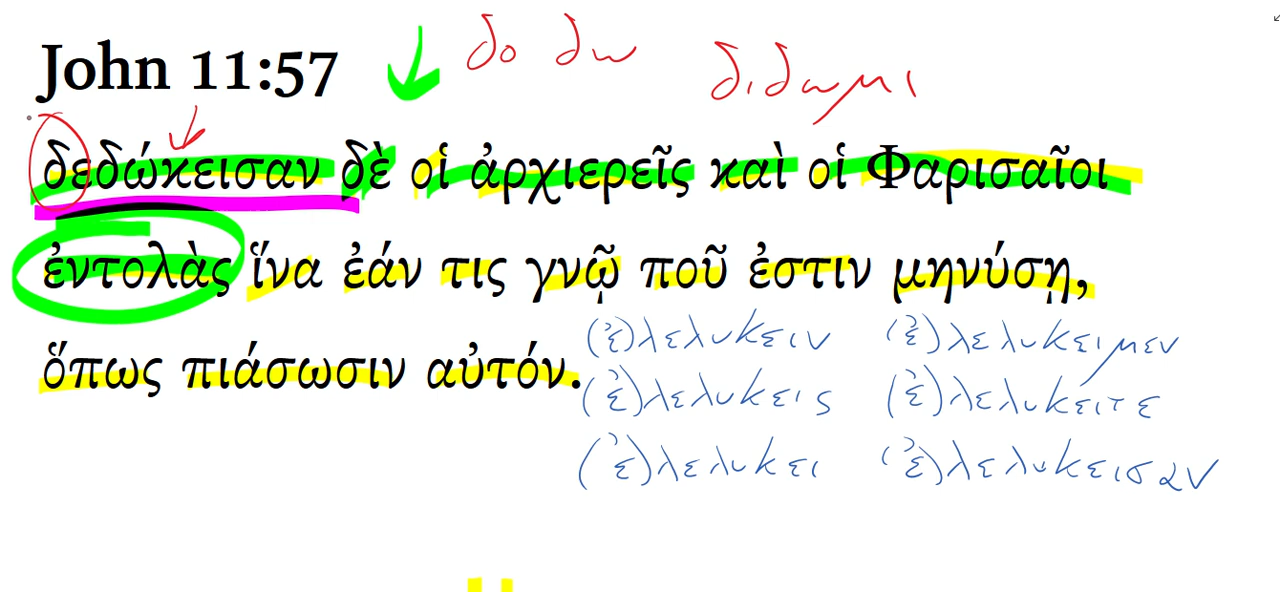 δο δω διδωμι
John 11:57
δεδώκεισαν δὲ οἱ ἀρχιερεῖς καὶ οἱ Φαρισαῖοι
ἐντολὰς ἵνα ἐάν τις γνῷ ποῦ ἐστιν μηνύσῃ,
ὅπως πιάσωσιν αὐτόν.
(ἐ)λελυκειν (ἐ)λελυκειμεν
(ἐ)λελυκεις (ἐ)λελυκειτε
(ἐ)λελυκει (ἐ)λελυκεισαν